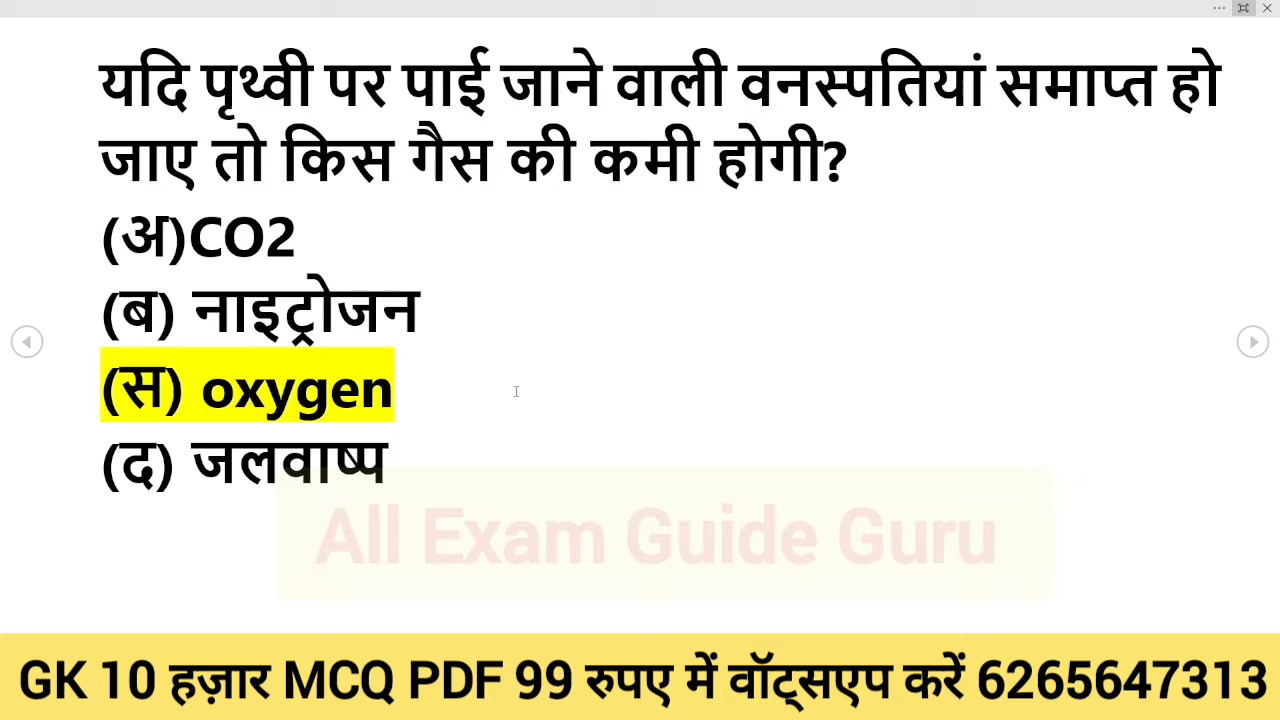 यदि पृथ्वी पर पाई जाने वाली वनस्पतियां समाप्त हो
जाए तो किस गैस की कमी होगी?
(अ)CO2
(ब) नाइट्रोजन
(स) oxygen
(द) जलवाष्प
All Exam Guide Guru
GK 10 हज़ार MCQ PDF 99 रुपए में वॉट्सएप करें 6265647313